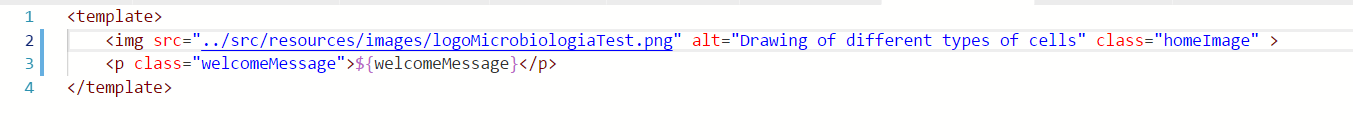 1 <template>
2 <img src="../src/resources/images/logoMicrobiologiaTest.png" alt="Drawing of different types of cells" class="homeImage" >
3 <p class="welcomeMessage">${welcomeMessage}</p>
4 </template>